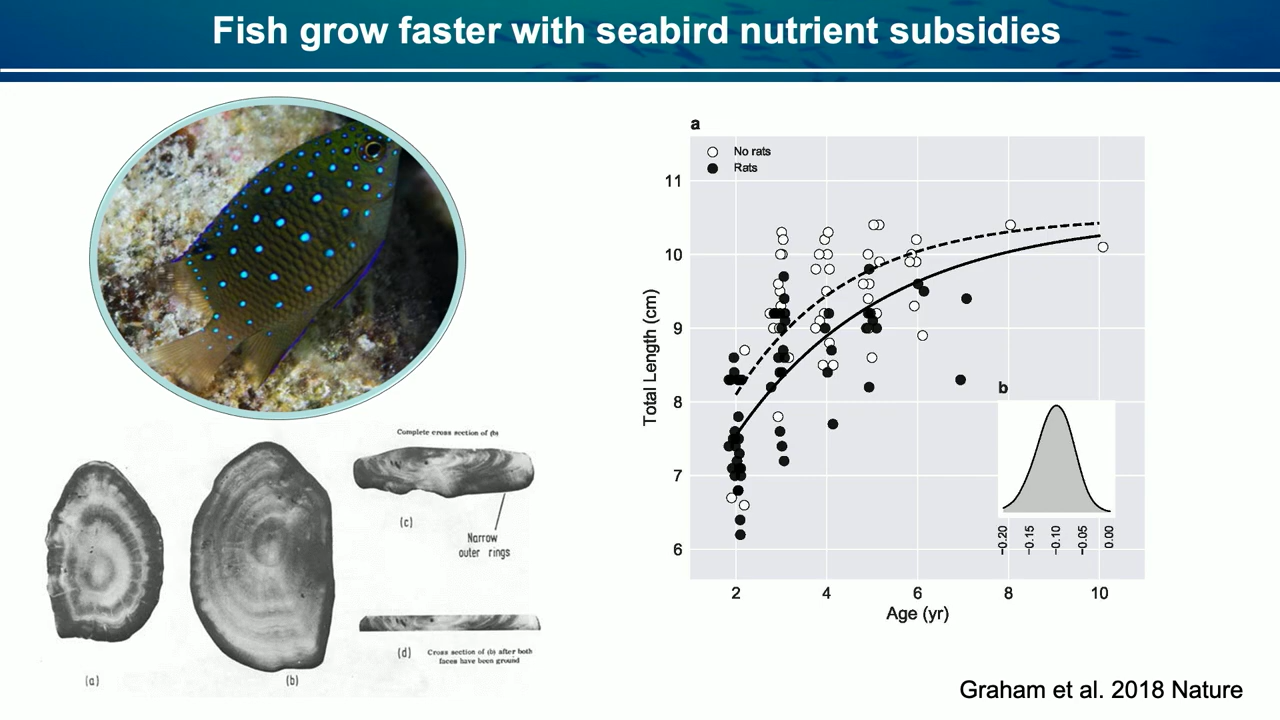 Fish grow faster with seabird nutrient subsidies
Complete cross section of (b)
(c)
Narrow
outer rings
(d)
Cross section of (b) after both
faces have been ground
(a)
(b)
a
No rats
Rats
11
10
9
8
7
6
Total Length (cm)
2
4
6
8
10
Age (yr)
b
−0.20
−0.15
−0.10
−0.05
0.00
Graham et al. 2018 Nature